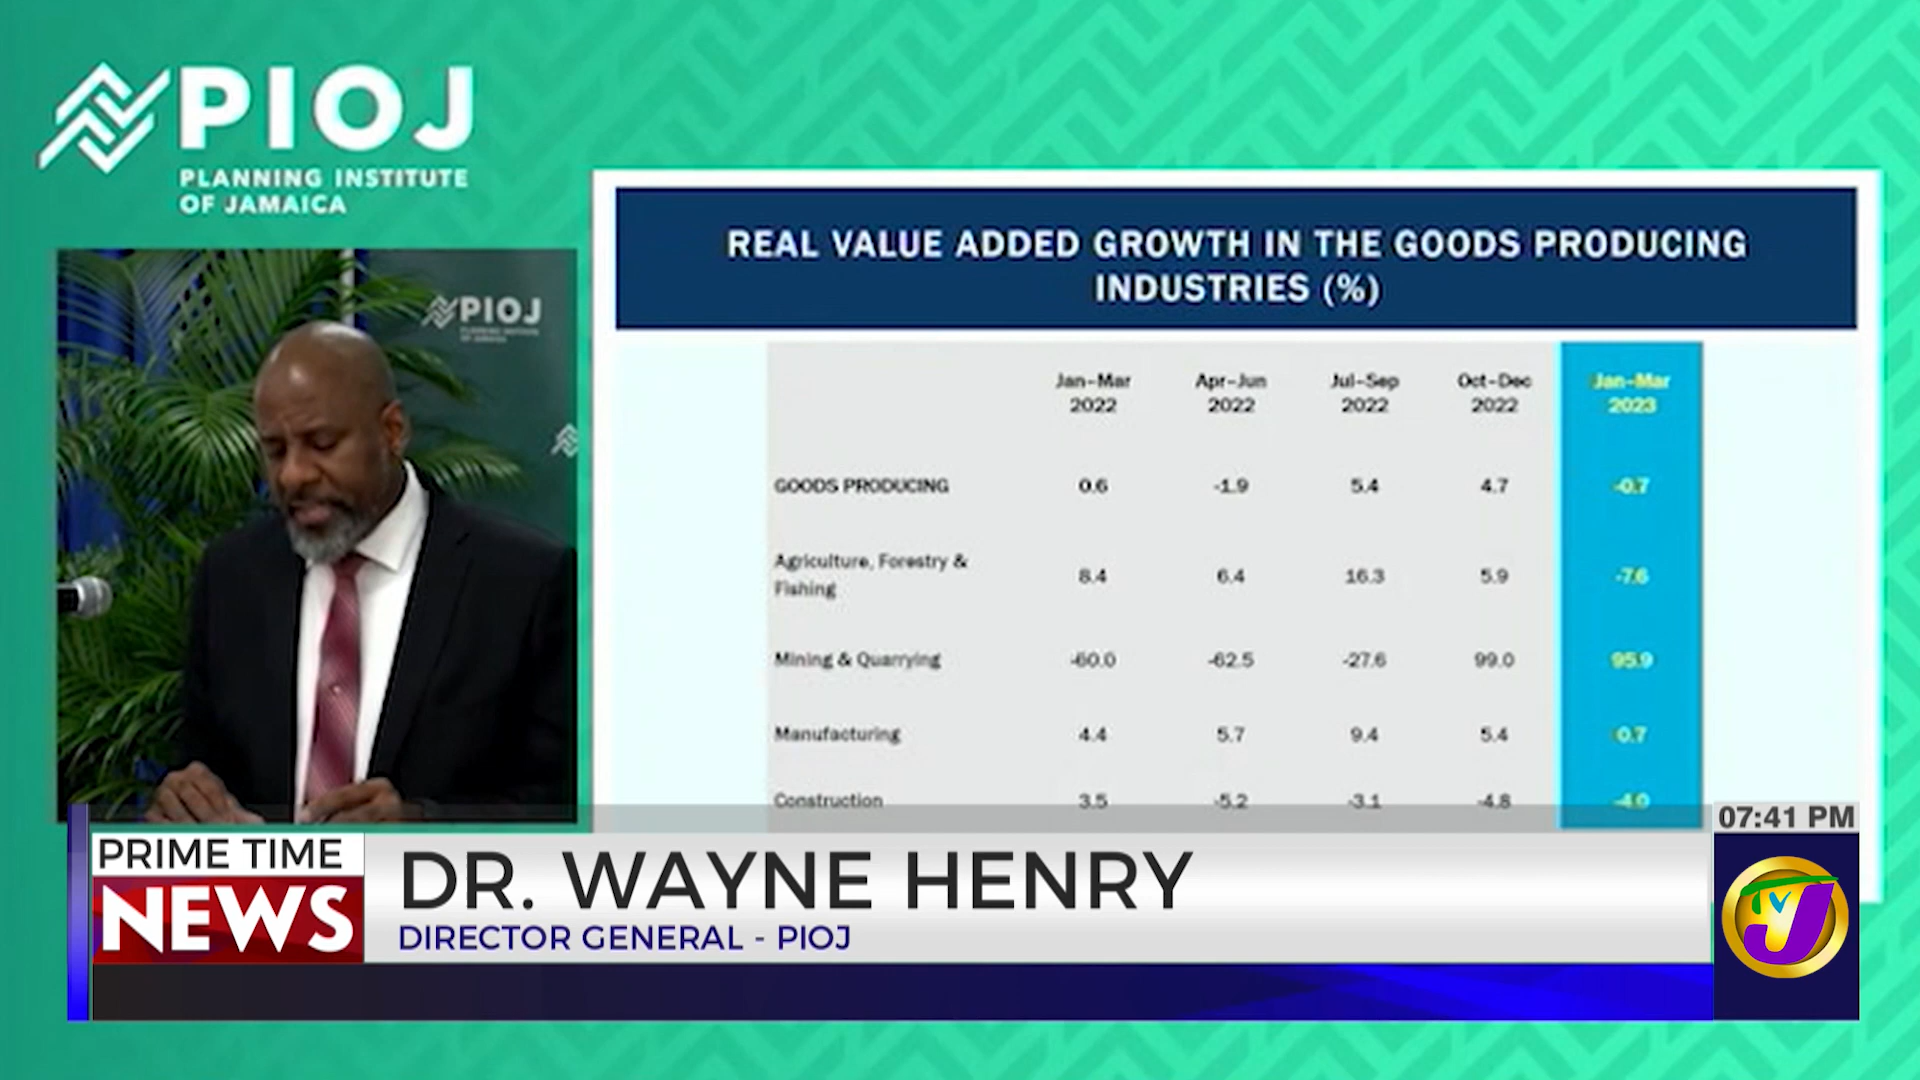 PIOJ
PLANNING INSTITUTE
OF JAMAICA
PIOJ
REAL VALUE ADDED GROWTH IN THE GOODS PRODUCING
INDUSTRIES (%)
Jan–Mar 2022 Apr–Jun 2022 Jul–Sep 2022 Oct–Dec 2022 Jan–Mar 2023
GOODS PRODUCING 0.6 -1.9 5.4 4.7 -0.7
Agriculture, Forestry &
Fishing 8.4 6.4 16.3 5.9 -7.6
Mining & Quarrying -60.0 -62.5 -27.6 99.0 95.9
Manufacturing 4.4 5.7 9.4 5.4 0.7
Construction 3.5 -5.2 -3.1 -4.8 -4.0
07:41 PM
PRIME TIME
NEWS
DR. WAYNE HENRY
DIRECTOR GENERAL - PIOJ
TVJ